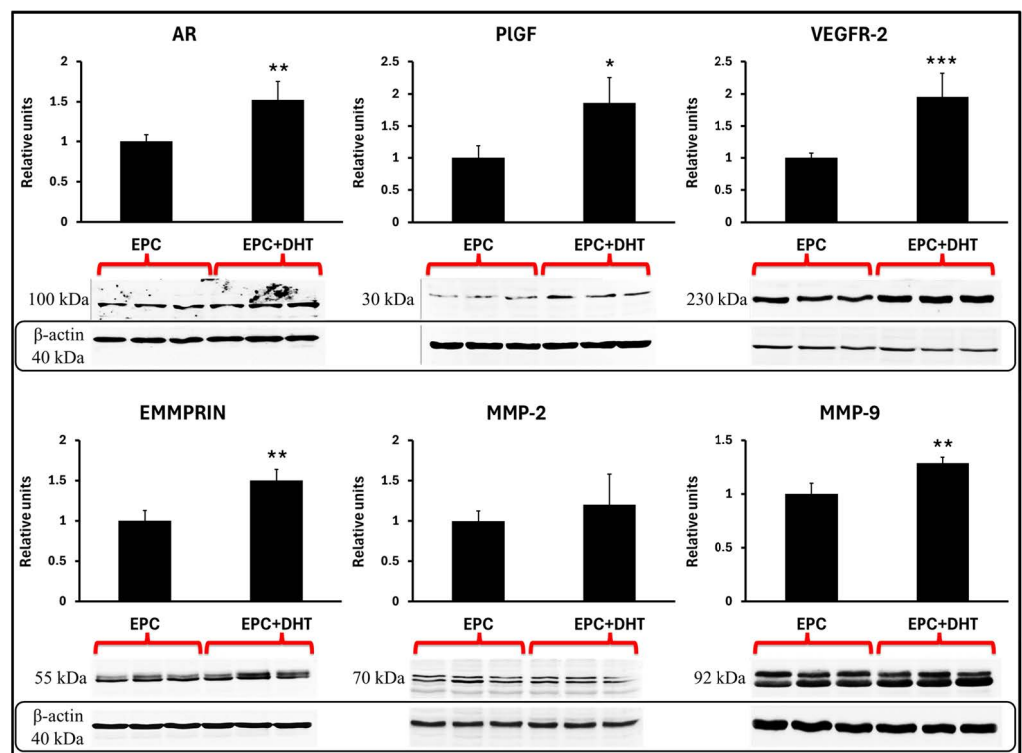 AR
PlGF
VEGFR-2
Relative units
2
1.5
1
0.5
0
**
Relative units
2.5
2
1.5
1
0.5
0
*
Relative units
2.5
2
1.5
1
0.5
0
***
EPC EPC+DHT
EPC EPC+DHT
EPC EPC+DHT
100 kDa
30 kDa
230 kDa
β-actin
40 kDa
EMMPRIN
MMP-2
MMP-9
Relative units
2
1.5
1
0.5
0
**
Relative units
2
1.5
1
0.5
0
Relative units
1.5
1
0.5
0
**
EPC EPC+DHT
EPC EPC+DHT
EPC EPC+DHT
55 kDa
70 kDa
92 kDa
β-actin
40 kDa